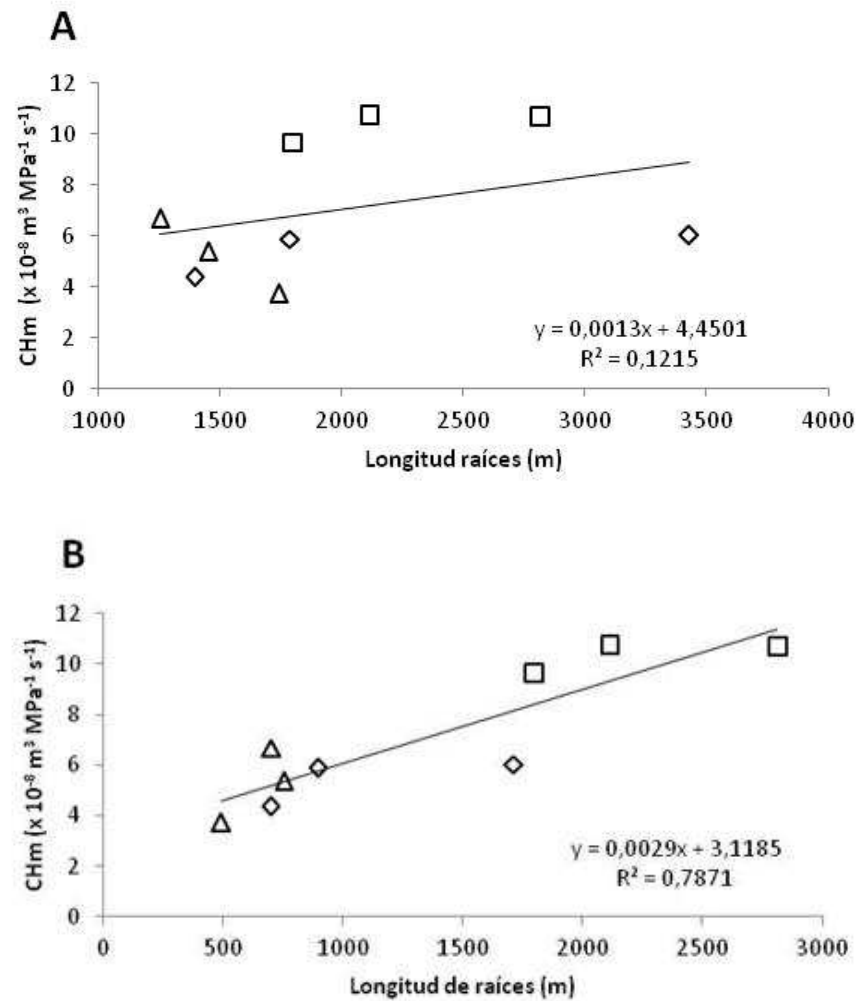 A
12
10
8
6
4
2
0
CHm (x 10⁻⁸ m³ MPa⁻¹ s⁻¹)
y = 0,0013x + 4,4501
R² = 0,1215
1000 1500 2000 2500 3000 3500 4000
Longitud raíces (m)
B
12
10
8
6
4
2
0
CHm (x 10⁻⁸ m³ MPa⁻¹ s⁻¹)
y = 0,0029x + 3,1185
R² = 0,7871
0 500 1000 1500 2000 2500 3000
Longitud de raíces (m)